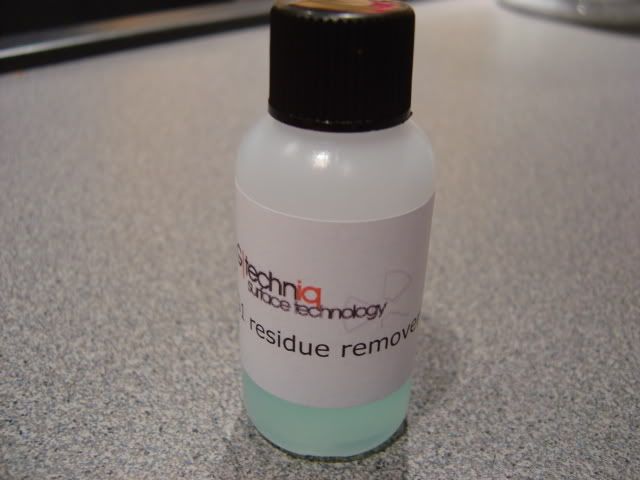 techniq
surface technology
residue remover